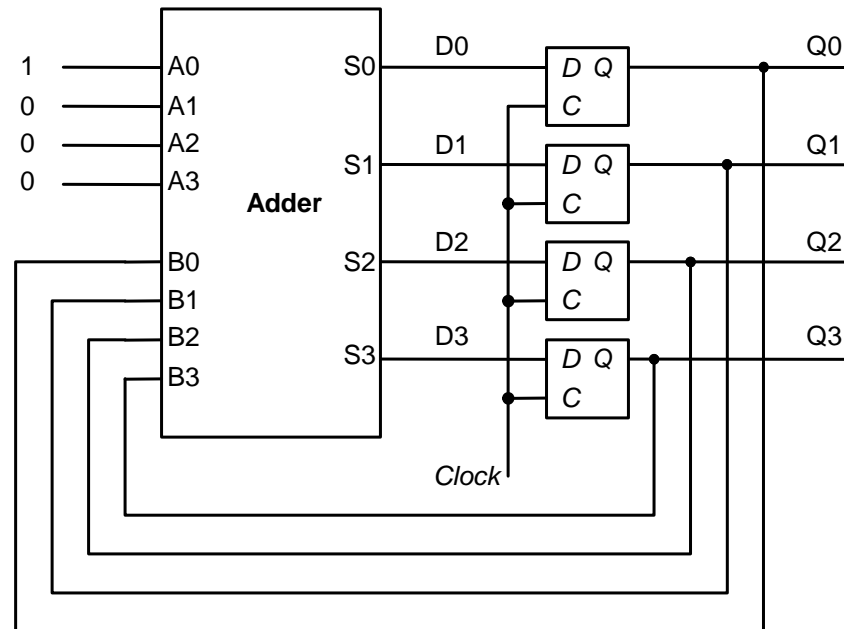 D0 Q0
1 A0 S0 D Q
0 A1 C
0 A2 D1 Q1
0 A3 S1 D Q
Adder C
D2 Q2
B0 S2 D Q
B1 C
B2 D3 Q3
B3 S3 D Q
C
Clock